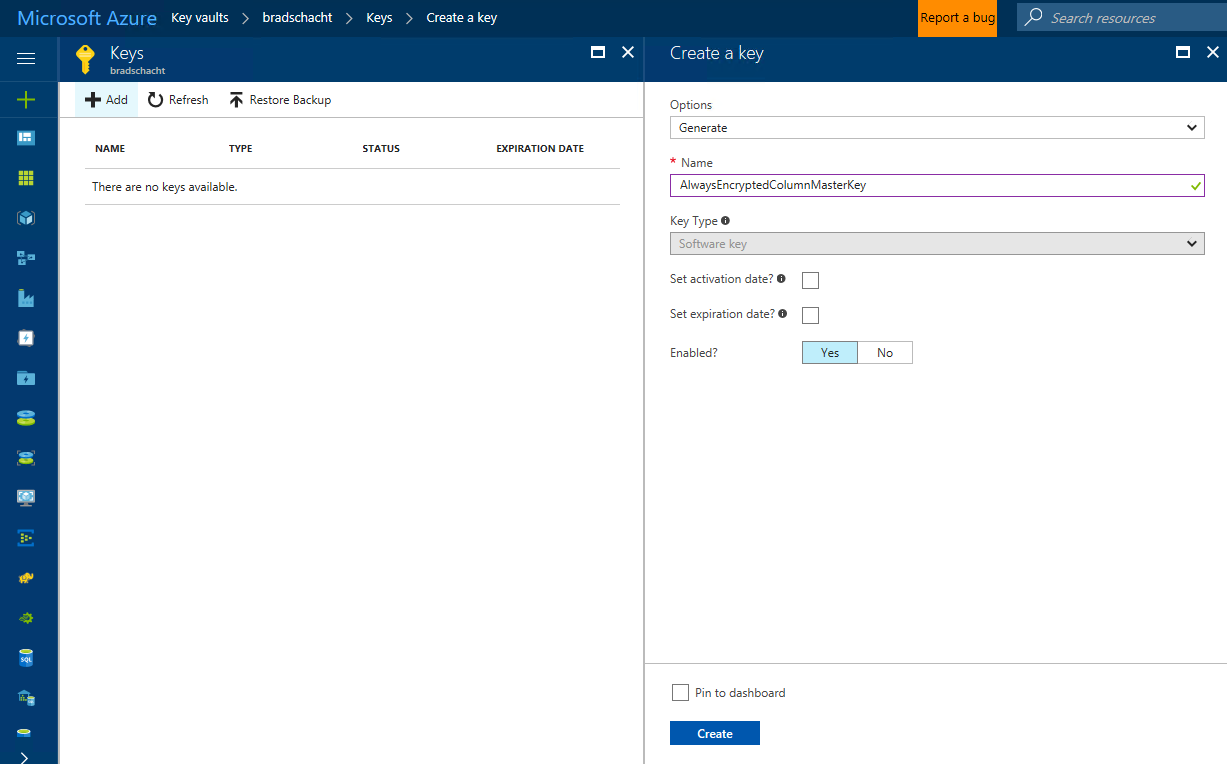 Microsoft Azure Key vaults bradschacht Keys Create a key
Report a bug
Search resources
Keys
bradschacht
Add Refresh Restore Backup
NAME TYPE STATUS EXPIRATION DATE
There are no keys available.
Create a key
Options
Generate
* Name
AlwaysEncryptedColumnMasterKey
Key Type
Software key
Set activation date?
Set expiration date?
Enabled? Yes No
Pin to dashboard
Create
SQL